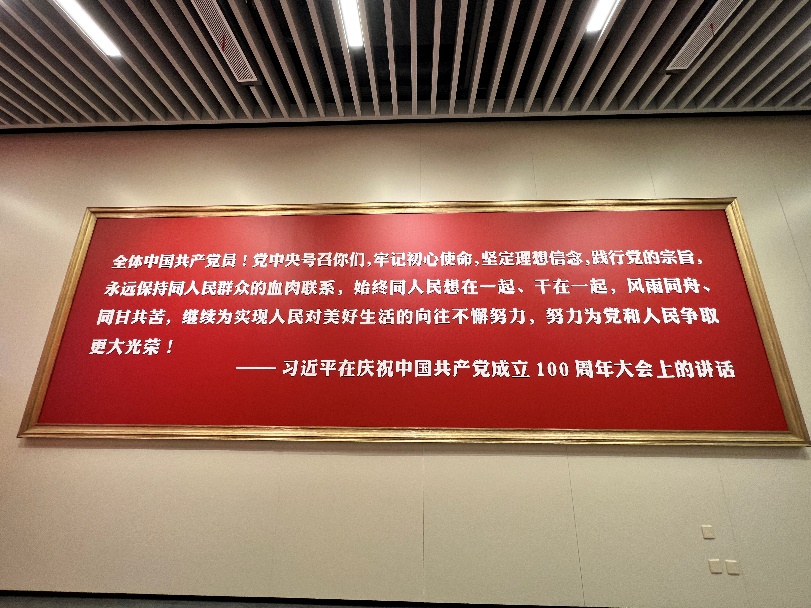 全体中国共产党员！党中央号召你们,牢记初心使命,坚定理想信念,践行党的宗旨,
永远保持同人民群众的血肉联系，始终同人民想在一起、干在一起，风雨同舟、
同甘共苦，继续为实现人民对美好生活的向往不懈努力，努力为党和人民争取
更大光荣！
—— 习近平在庆祝中国共产党成立 100 周年大会上的讲话